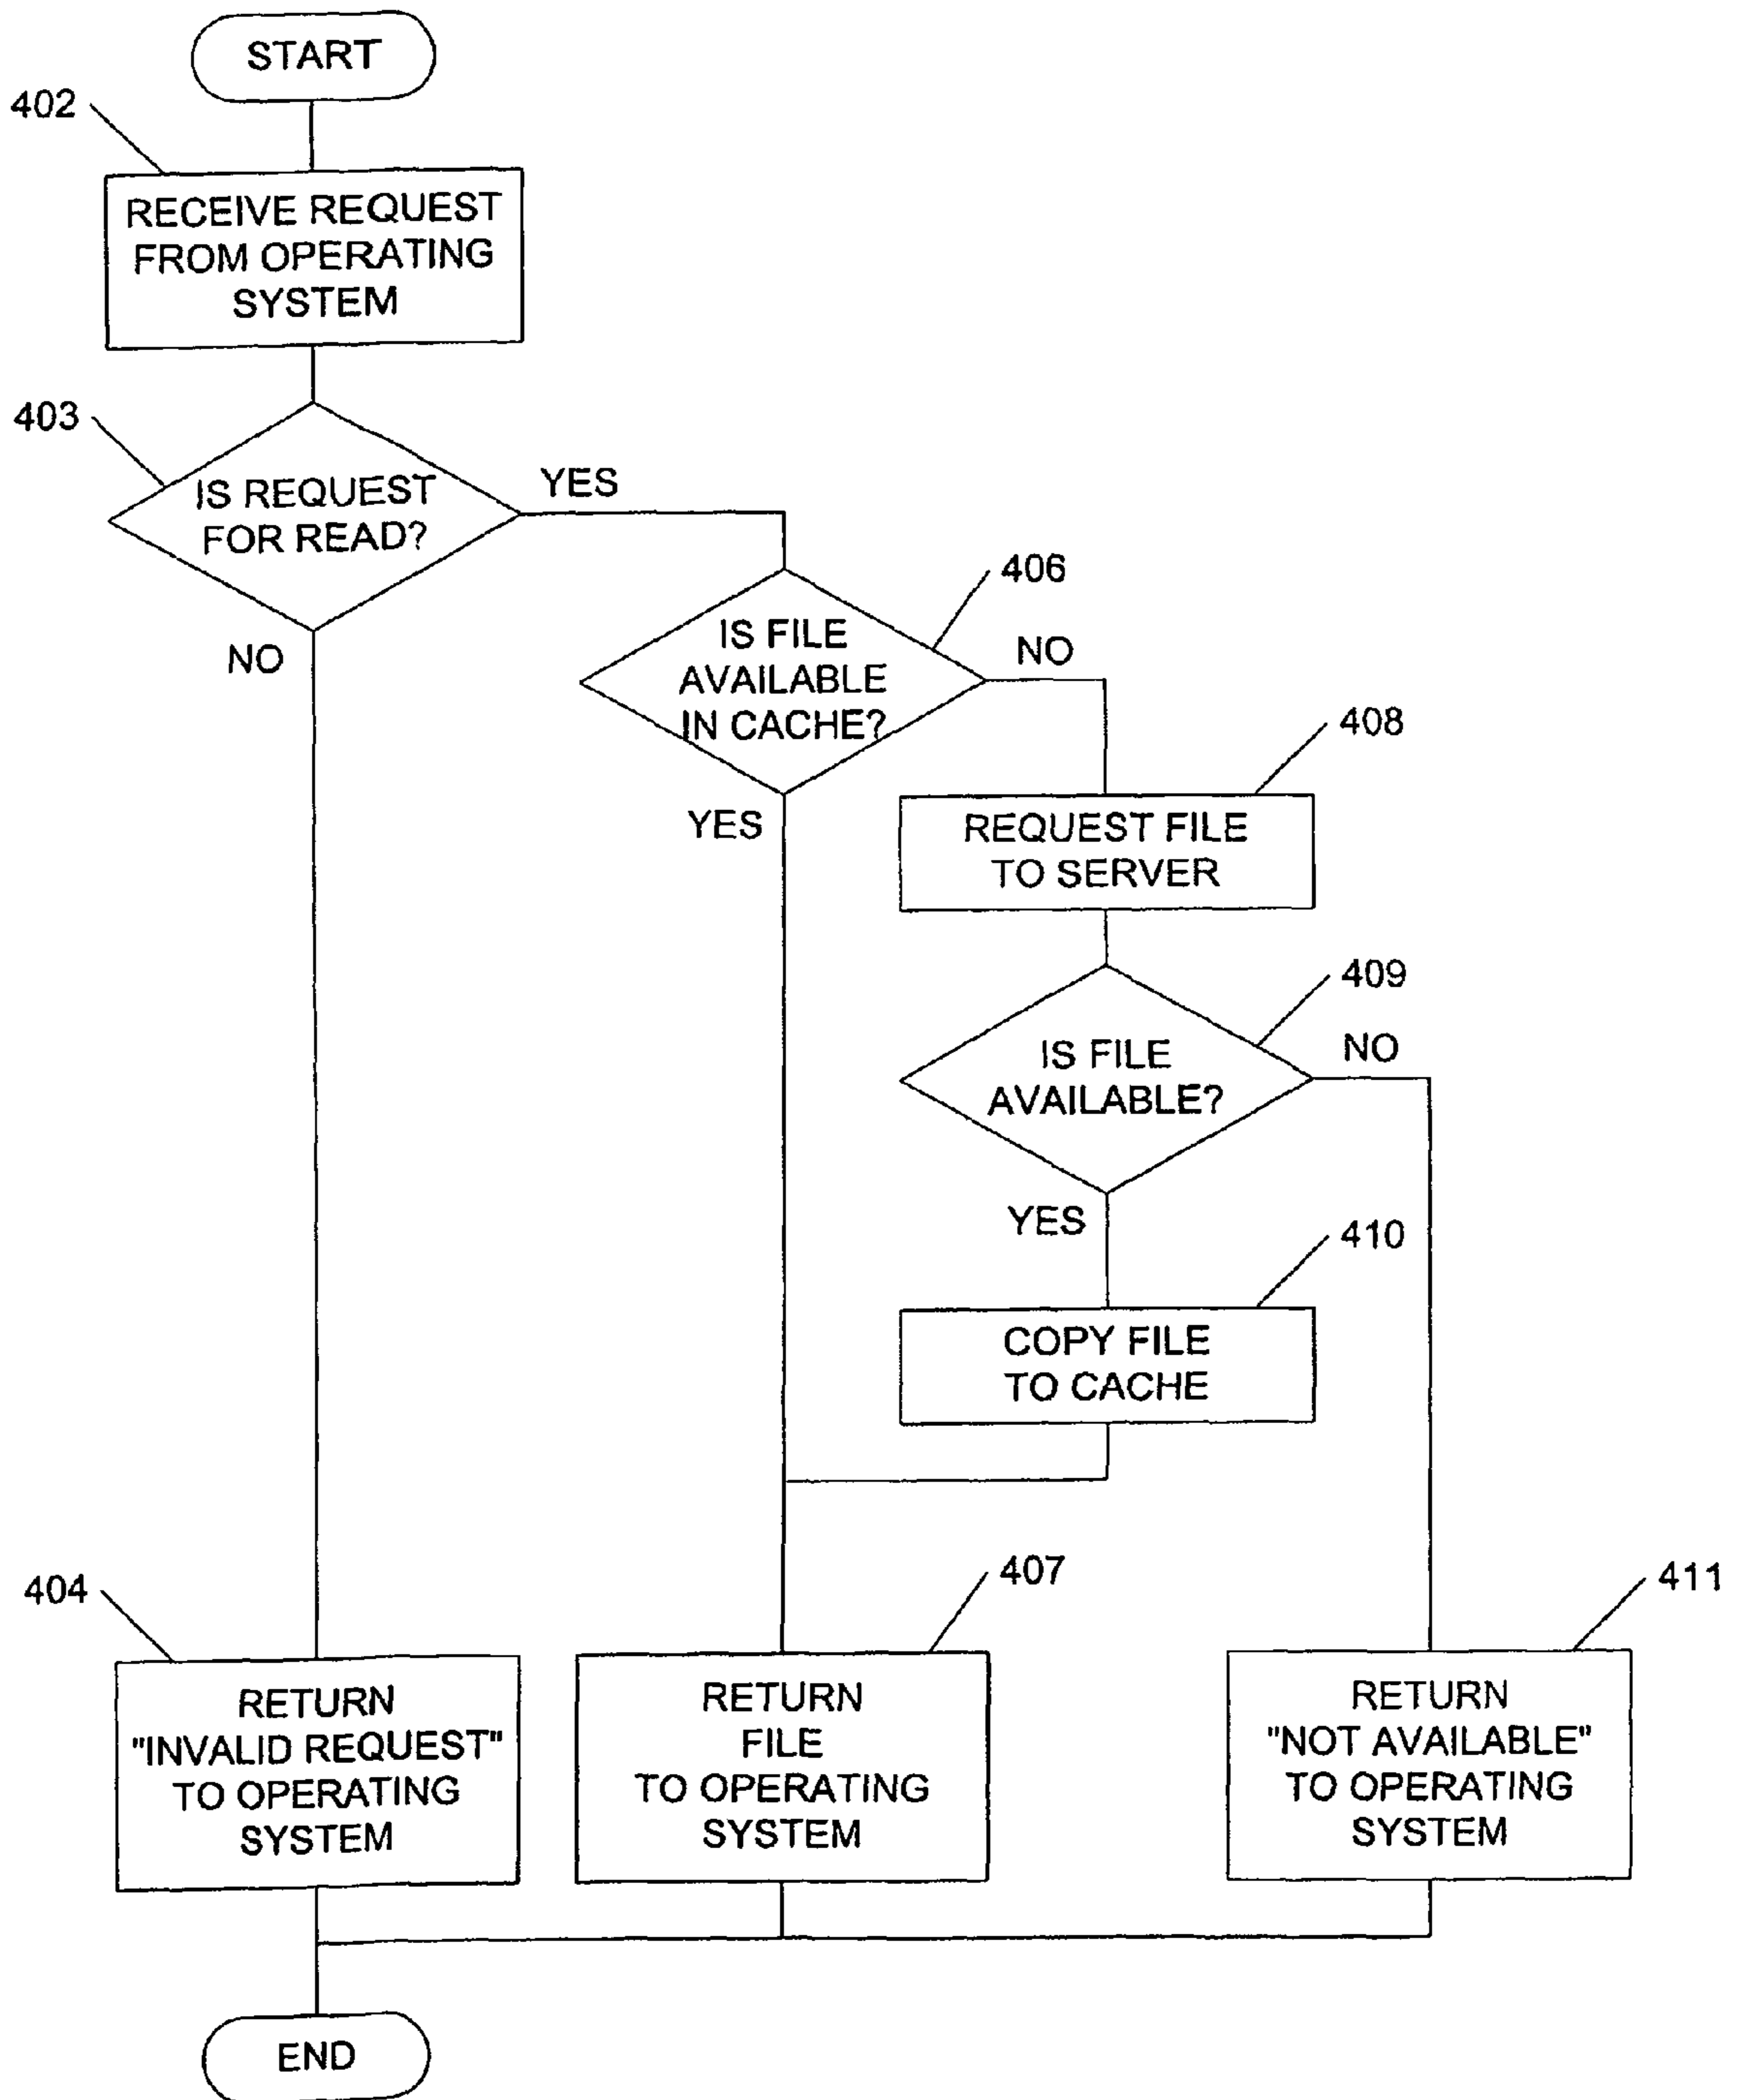 START
402
RECEIVE REQUEST
FROM OPERATING
SYSTEM
403
IS REQUEST
FOR READ?
YES
NO
406
IS FILE
AVAILABLE
IN CACHE?
NO
YES
408
REQUEST FILE
TO SERVER
409
IS FILE
AVAILABLE?
NO
YES
410
COPY FILE
TO CACHE
404
RETURN
"INVALID REQUEST"
TO OPERATING
SYSTEM
407
RETURN
FILE
TO OPERATING
SYSTEM
411
RETURN
"NOT AVAILABLE"
TO OPERATING
SYSTEM
END